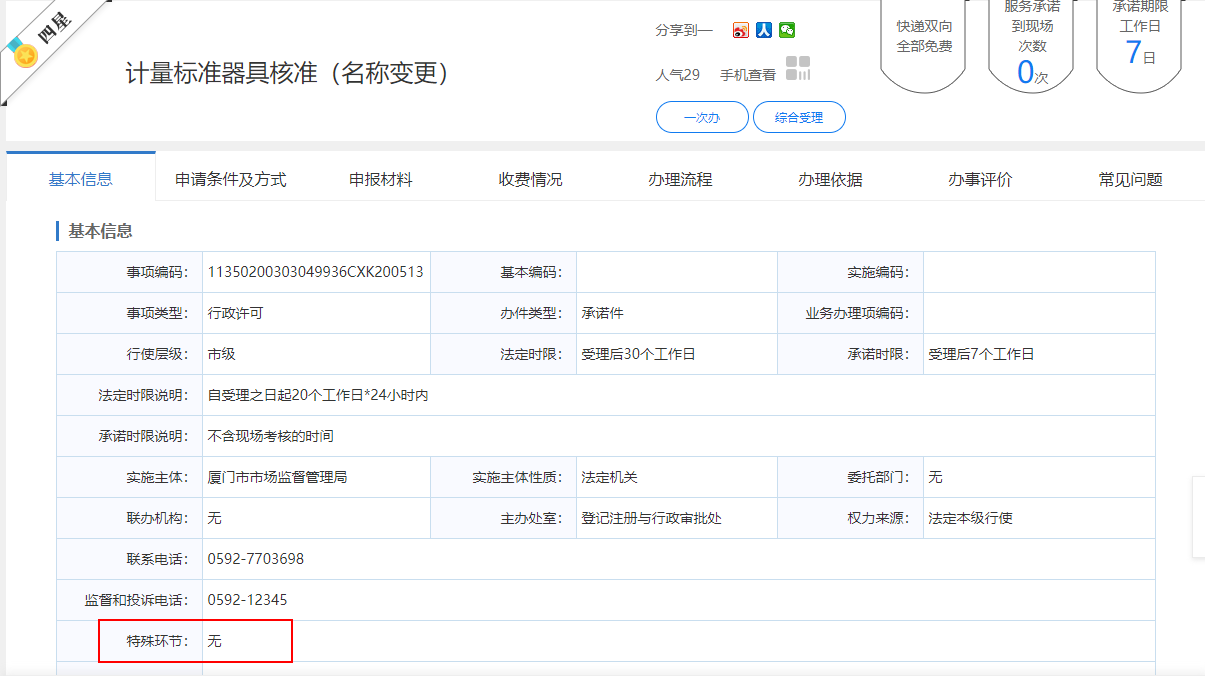 四星
计量标准器具核准（名称变更）
分享到—
人气29 手机查看
一次办 综合受理
快递双向
全部免费
服务承诺
到现场
次数
0次
承诺期限
工作日
7日
基本信息 申请条件及方式 申报材料 收费情况 办理流程 办理依据 办事评价 常见问题
基本信息
事项编码： 11350200303049936CXK200513 基本编码： 实施编码：
事项类型： 行政许可 办件类型： 承诺件 业务办理项编码：
行使层级： 市级 法定时限： 受理后30个工作日 承诺时限： 受理后7个工作日
法定时限说明： 自受理之日起20个工作日*24小时内
承诺时限说明： 不含现场考核的时间
实施主体： 厦门市市场监督管理局 实施主体性质： 法定机关 委托部门： 无
联办机构： 无 主办处室： 登记注册与行政审批处 权力来源： 法定本级行使
联系电话： 0592-7703698
监督和投诉电话： 0592-12345
特殊环节： 无